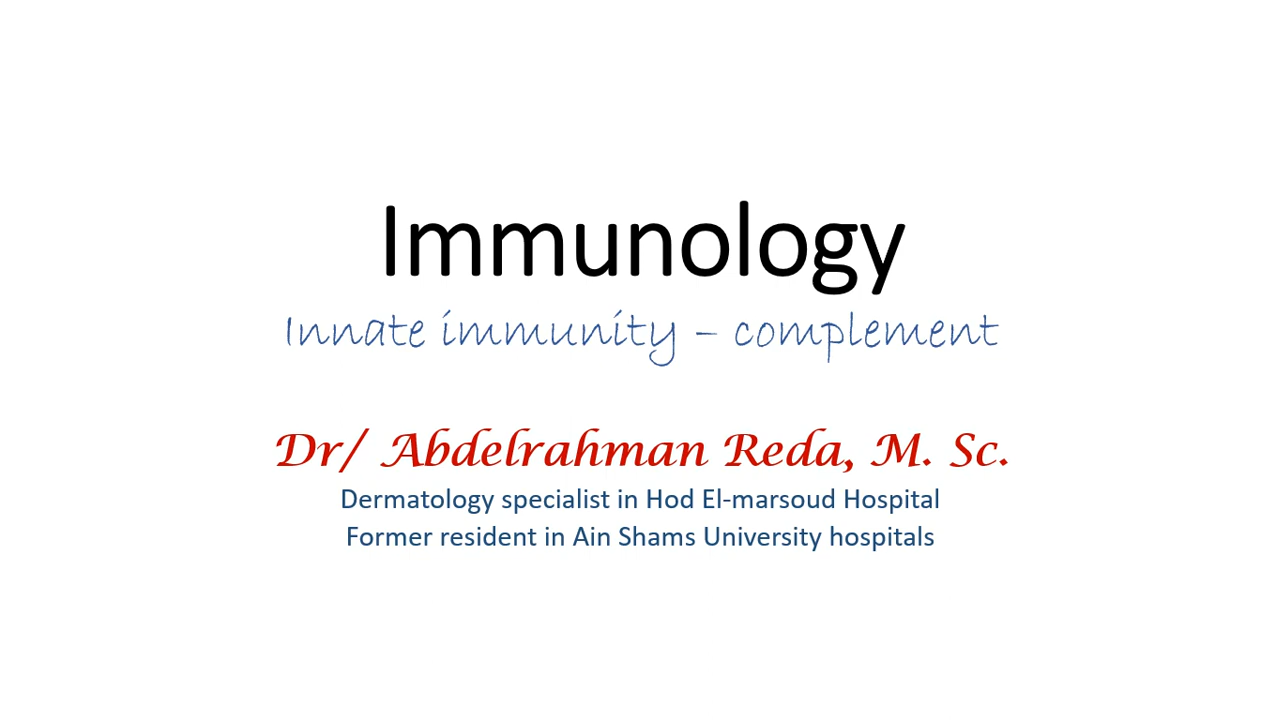 Immunology
Innate immunity – complement
Dr/ Abdelrahman Reda, M. Sc.
Dermatology specialist in Hod El-marsoud Hospital
Former resident in Ain Shams University hospitals